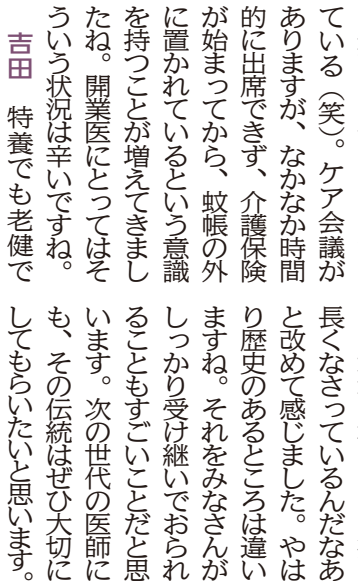 ている（笑）。ケア会議が
ありますが、なかなか時間
的に出席できず、介護保険
が始まってから、蚊帳の外
に置かれているという意識
を持つことが増えてきまし
たね。開業医にとってはそ
ういう状況は辛いですね。
吉田　特養でも老健で
長くなさっているんだなあ
と改めて感じました。やは
り歴史のあるところは違い
ますね。それをみなさんが
しっかり受け継いでおられ
ることもすごいことだと思
います。次の世代の医師に
も、その伝統はぜひ大切に
してもらいたいと思います。